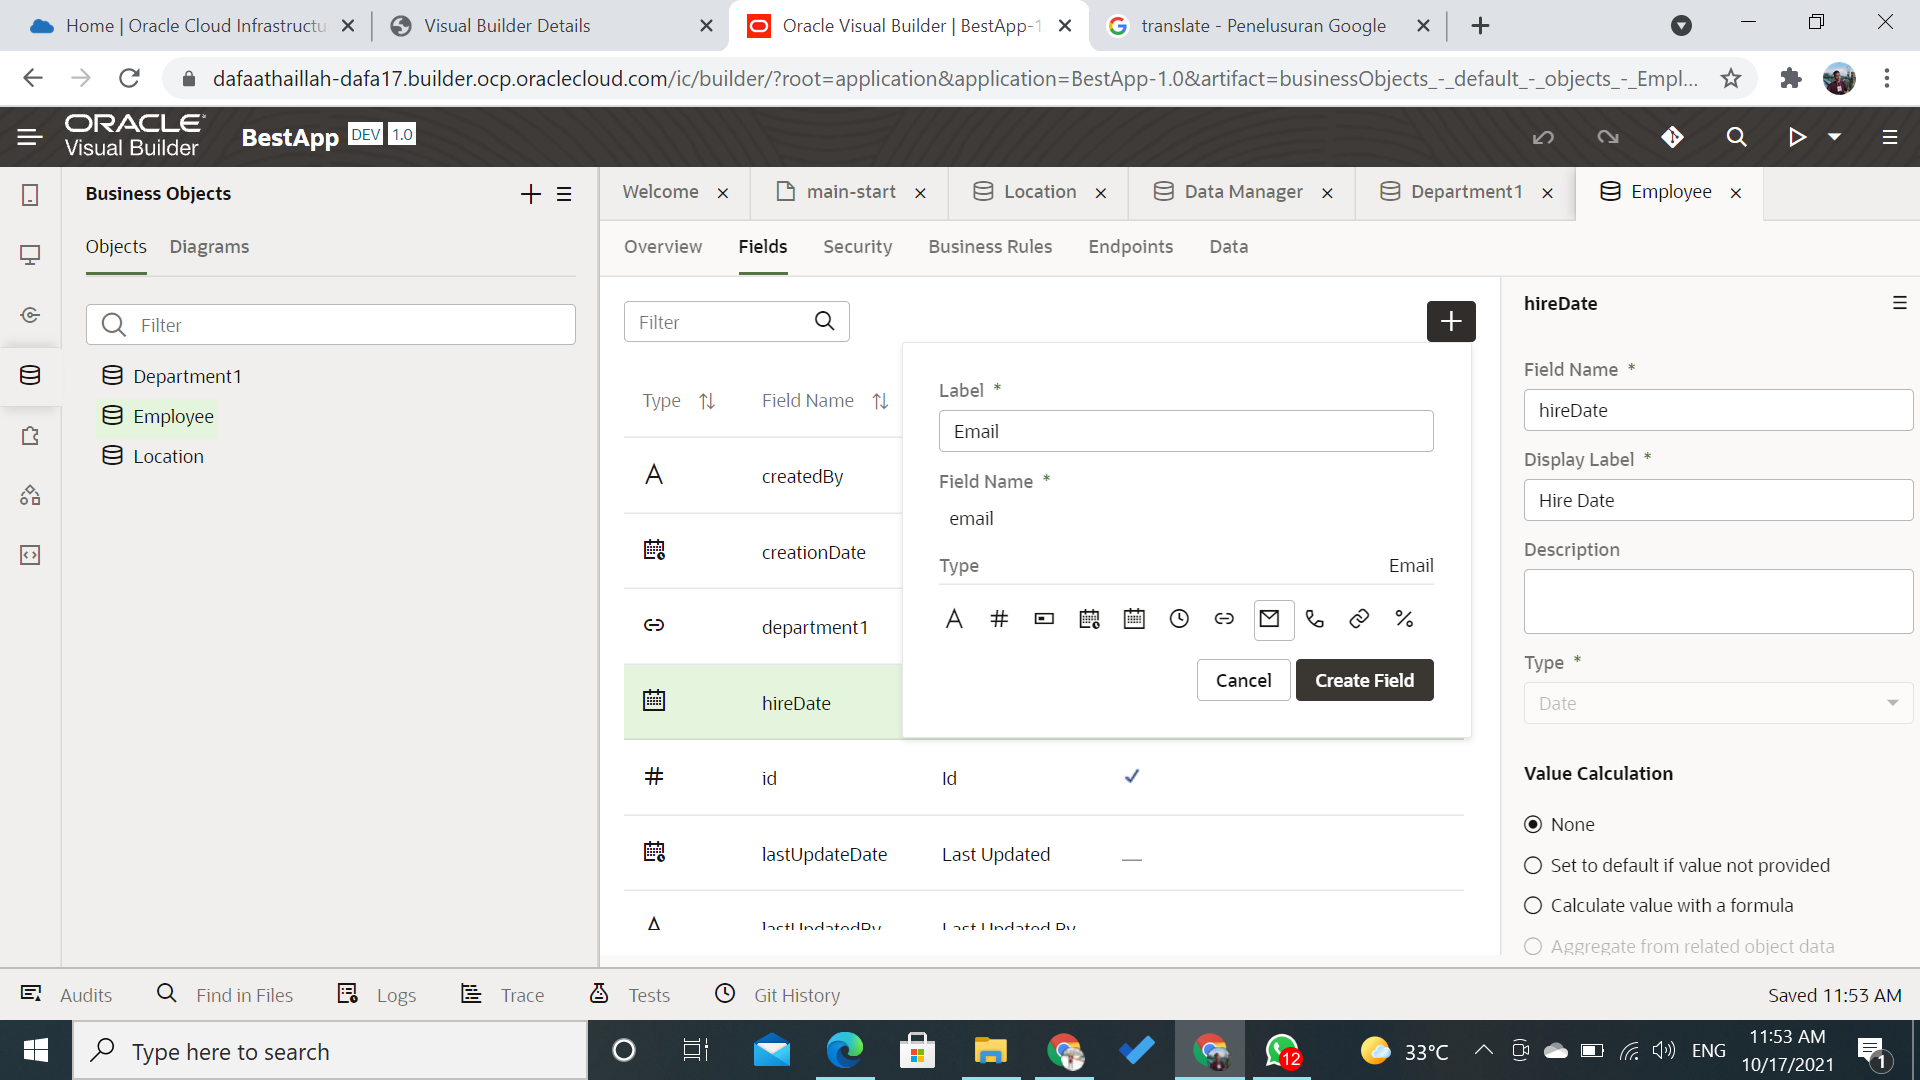 Home | Oracle Cloud Infrastructu
Visual Builder Details
Oracle Visual Builder | BestApp-1
translate - Penelusuran Google
dafaathaillah-dafa17.builder.ocp.oraclecloud.com/ic/builder/?root=application&application=BestApp-1.0&artifact=businessObjects_-_default_-_objects_-_Empl...
ORACLE
Visual Builder
BestApp DEV 1.0
Business Objects
Welcome
main-start
Location
Data Manager
Department1
Employee
Objects
Diagrams
Overview
Fields
Security
Business Rules
Endpoints
Data
Filter
Department1
Employee
Location
Filter
Type
Field Name
createdBy
creationDate
department1
hireDate
id
Id
lastUpdateDate
Last Updated
lastUpdatedBy
Last Updated By
Label *
Email
Field Name *
email
Type
Email
Cancel
Create Field
hireDate
Field Name *
hireDate
Display Label *
Hire Date
Description
Type *
Date
Value Calculation
None
Set to default if value not provided
Calculate value with a formula
Aggregate from related object data
Audits
Find in Files
Logs
Trace
Tests
Git History
Saved 11:53 AM
Type here to search
12
33°C
ENG
11:53 AM
10/17/2021
1